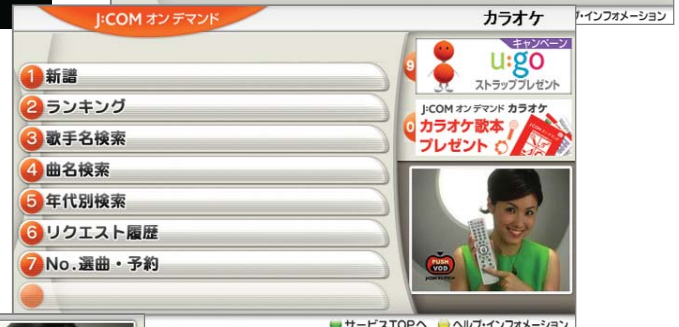 J:COM オン デマンド
カラオケ
プ・インフォメーション
1 新譜
2 ランキング
3 歌手名検索
4 曲名検索
5 年代別検索
6 リクエスト履歴
7 No.選曲・予約
9
キャンペーン
u:go
ストラッププレゼント
0
J:COM オン デマンド カラオケ
カラオケ歌本
プレゼント
PUSH
VOD
サービスTOPへ ヘルプ・インフォメーション